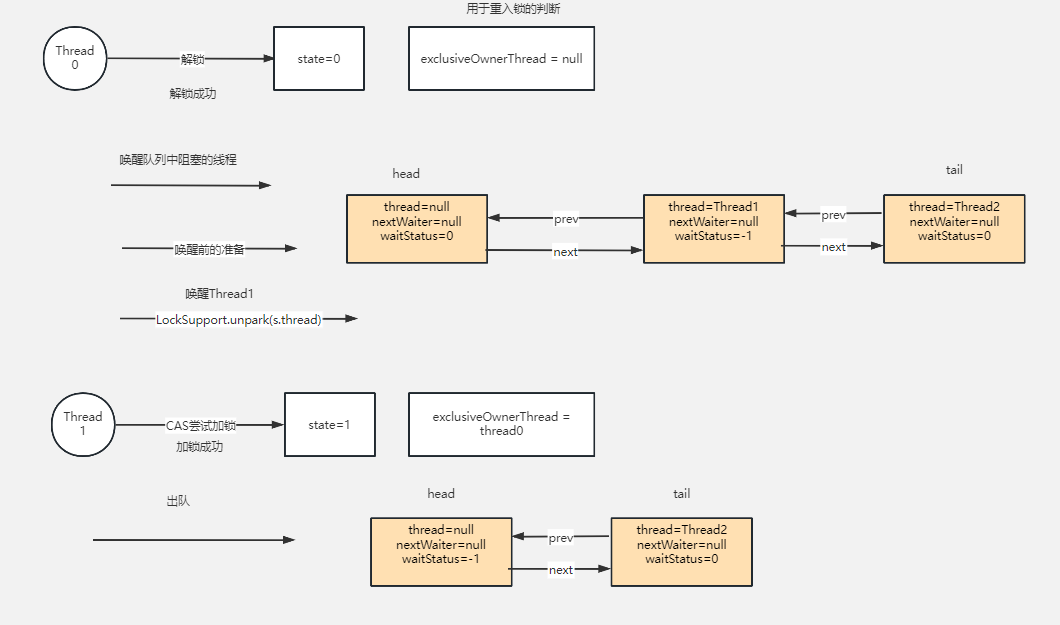 用于重入锁的判断
Thread
0
解锁
state=0
exclusiveOwnerThread = null
解锁成功
唤醒队列中阻塞的线程
head
tail
thread=null
nextWaiter=null
waitStatus=0
prev
next
thread=Thread1
nextWaiter=null
waitStatus=-1
prev
next
thread=Thread2
nextWaiter=null
waitStatus=0
唤醒前的准备
唤醒Thread1
LockSupport.unpark(s.thread)
Thread
1
CAS尝试加锁
加锁成功
state=1
exclusiveOwnerThread =
thread0
出队
head
tail
thread=null
nextWaiter=null
waitStatus=-1
prev
next
thread=Thread2
nextWaiter=null
waitStatus=0